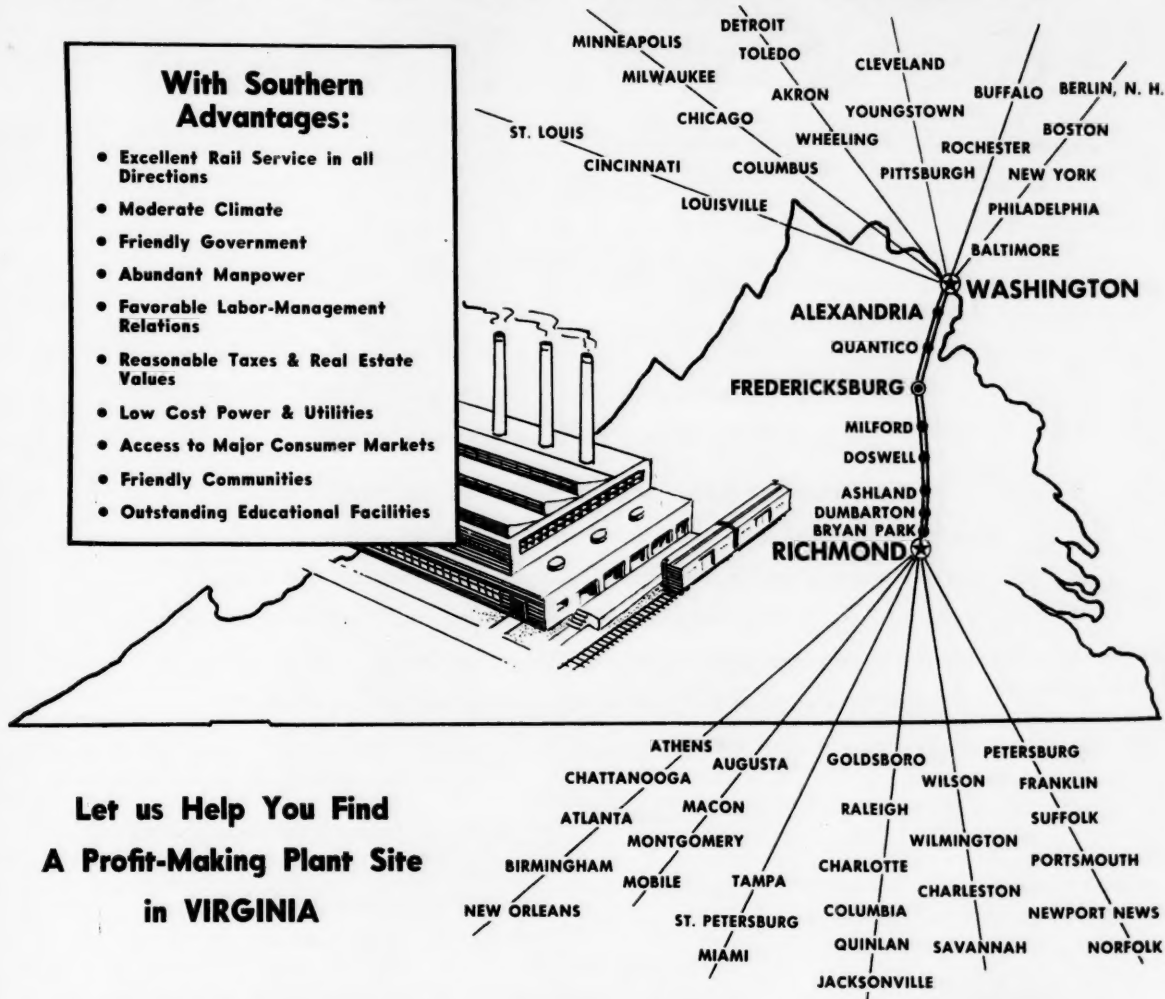 With Southern
Advantages:
• Excellent Rail Service in all
Directions
• Moderate Climate
• Friendly Government
• Abundant Manpower
• Favorable Labor-Management
Relations
• Reasonable Taxes & Real Estate
Values
• Low Cost Power & Utilities
• Access to Major Consumer Markets
• Friendly Communities
• Outstanding Educational Facilities
MINNEAPOLIS
MILWAUKEE
CHICAGO
COLUMBUS
ST. LOUIS
CINCINNATI
LOUISVILLE
DETROIT
TOLEDO
AKRON
WHEELING
CLEVELAND
YOUNGSTOWN
PITTSBURGH
BUFFALO
ROCHESTER
BERLIN, N. H.
BOSTON
NEW YORK
PHILADELPHIA
BALTIMORE
WASHINGTON
ALEXANDRIA
QUANTICO
FREDERICKSBURG
MILFORD
DOSWELL
ASHLAND
DUMBARTON
BRYAN PARK
RICHMOND
ATHENS
CHATTANOOGA
ATLANTA
BIRMINGHAM
NEW ORLEANS
AUGUSTA
MACON
MONTGOMERY
MOBILE
TAMPA
ST. PETERSBURG
MIAMI
GOLDSBORO
RALEIGH
CHARLOTTE
COLUMBIA
QUINLAN
JACKSONVILLE
WILSON
WILMINGTON
CHARLESTON
SAVANNAH
PETERSBURG
FRANKLIN
SUFFOLK
PORTSMOUTH
NEWPORT NEWS
NORFOLK
Let us Help You Find
A Profit-Making Plant Site
in VIRGINIA